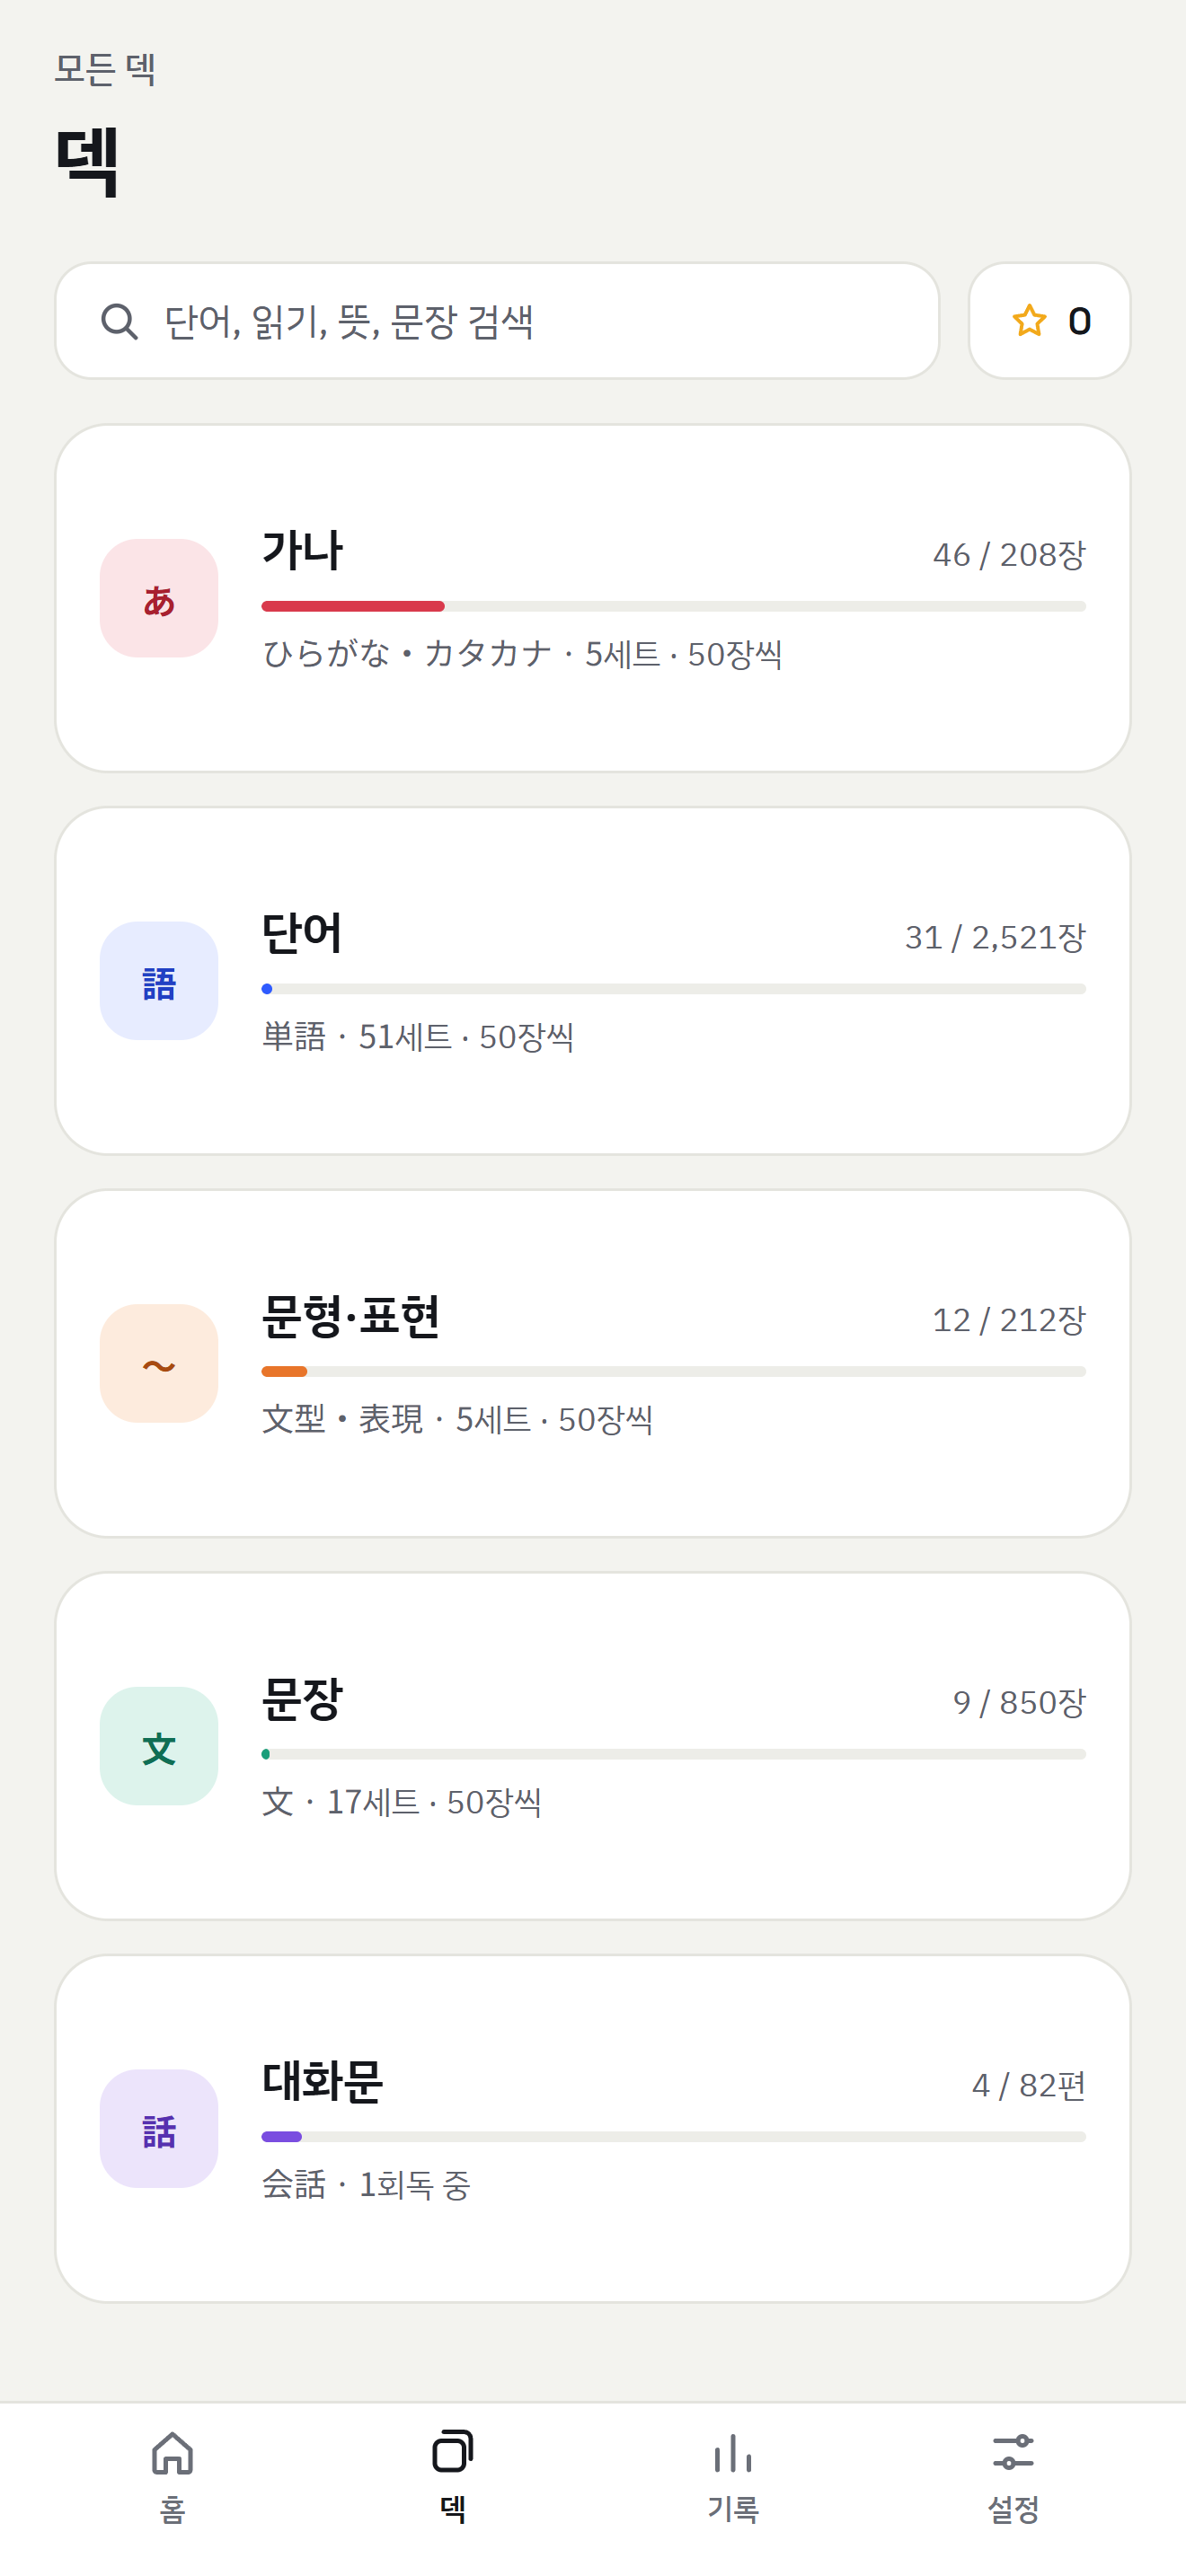 모든 덱
덱
단어, 읽기, 뜻, 문장 검색
0
あ
가나
46 / 208장
ひらがな・カタカナ · 5세트 · 50장씩
語
단어
31 / 2,521장
単語 · 51세트 · 50장씩
〜
문형·표현
12 / 212장
文型・表現 · 5세트 · 50장씩
文
문장
9 / 850장
文 · 17세트 · 50장씩
話
대화문
4 / 82편
会話 · 1회독 중
홈
덱
기록
설정